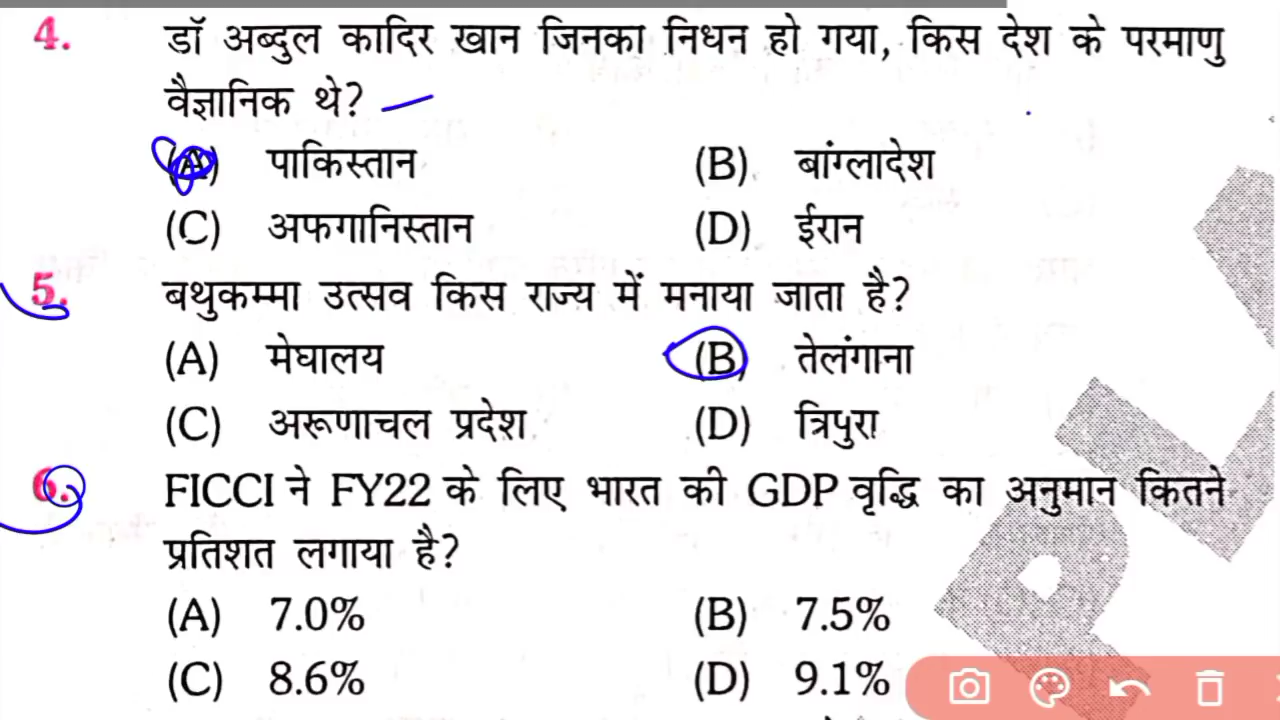 4. डॉ अब्दुल कादिर खान जिनका निधन हो गया, किस देश के परमाणु
वैज्ञानिक थे?
(A) पाकिस्तान (B) बांग्लादेश
(C) अफगानिस्तान (D) ईरान
5. बथुकम्मा उत्सव किस राज्य में मनाया जाता है?
(A) मेघालय (B) तेलंगाना
(C) अरूणाचल प्रदेश (D) त्रिपुरा
6. FICCI ने FY22 के लिए भारत की GDP वृद्धि का अनुमान कितने
प्रतिशत लगाया है?
(A) 7.0% (B) 7.5%
(C) 8.6% (D) 9.1%